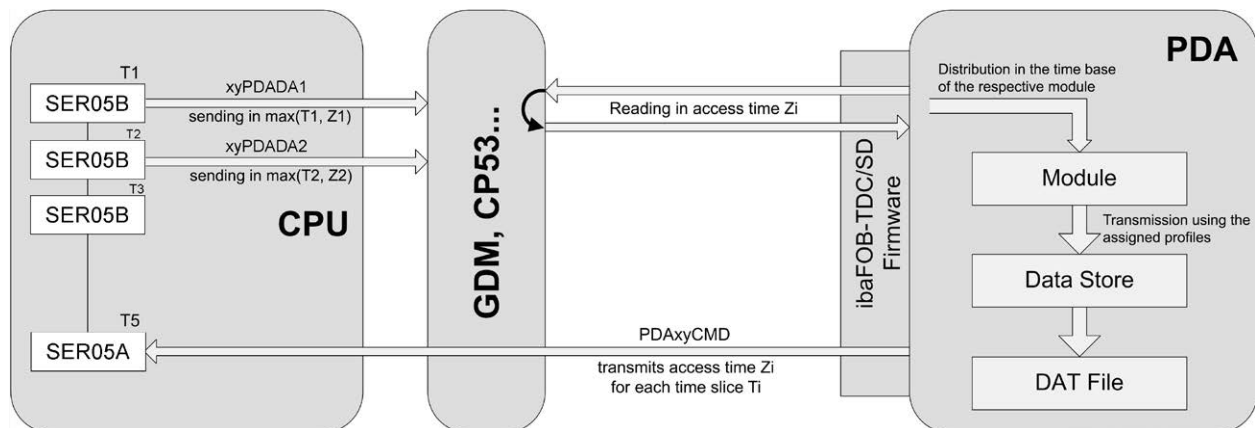 T1
SER05B
T2
SER05B
T3
SER05B
T5
SER05A
CPU
xyPDADA1
sending in max(T1, Z1)
xyPDADA2
sending in max(T2, Z2)
GDM, CP53...
Reading in access time Zi
PDAxyCMD
transmits access time Zi
for each time slice Ti
ibaFOB-TDC/SD
Firmware
PDA
Distribution in the time base
of the respective module
Module
Transmission using the
assigned profiles
Data Store
DAT File